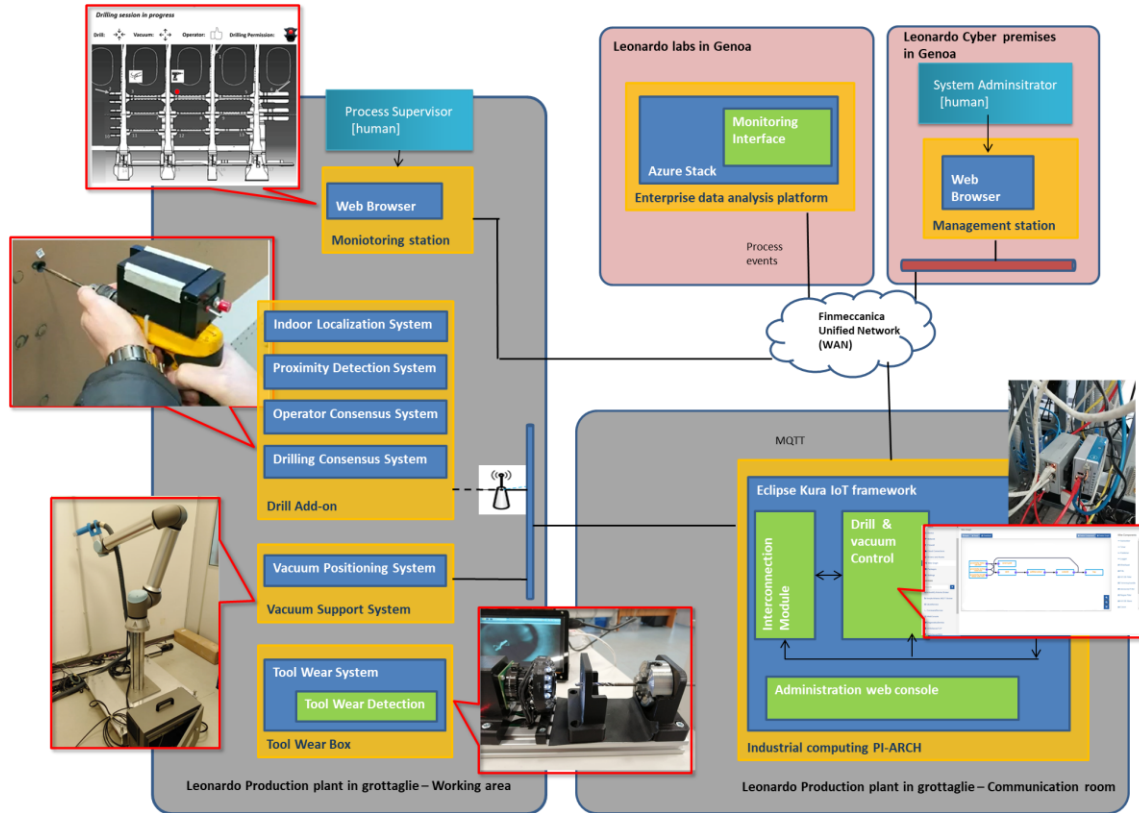 Drilling session in progress
Drill:
Vacuum:
Operator:
Drilling Permission:
Process Supervisor
[human]
Web Browser
Moniotoring station
Indoor Localization System
Proximity Detection System
Operator Consensus System
Drilling Consensus System
Drill Add-on
Vacuum Positioning System
Vacuum Support System
Tool Wear System
Tool Wear Detection
Tool Wear Box
Leonardo Production plant in grottaglie – Working area
Leonardo labs in Genoa
Monitoring
Interface
Azure Stack
Enterprise data analysis platform
Process
events
Leonardo Cyber premises
in Genoa
System Adminsitrator
[human]
Web
Browser
Management station
Finmeccanica
Unified Network
(WAN)
MQTT
Eclipse Kura IoT framework
Interconnection
Module
Drill &
vacuum
Control
Administration web console
Industrial computing PI-ARCH
Leonardo Production plant in grottaglie – Communication room